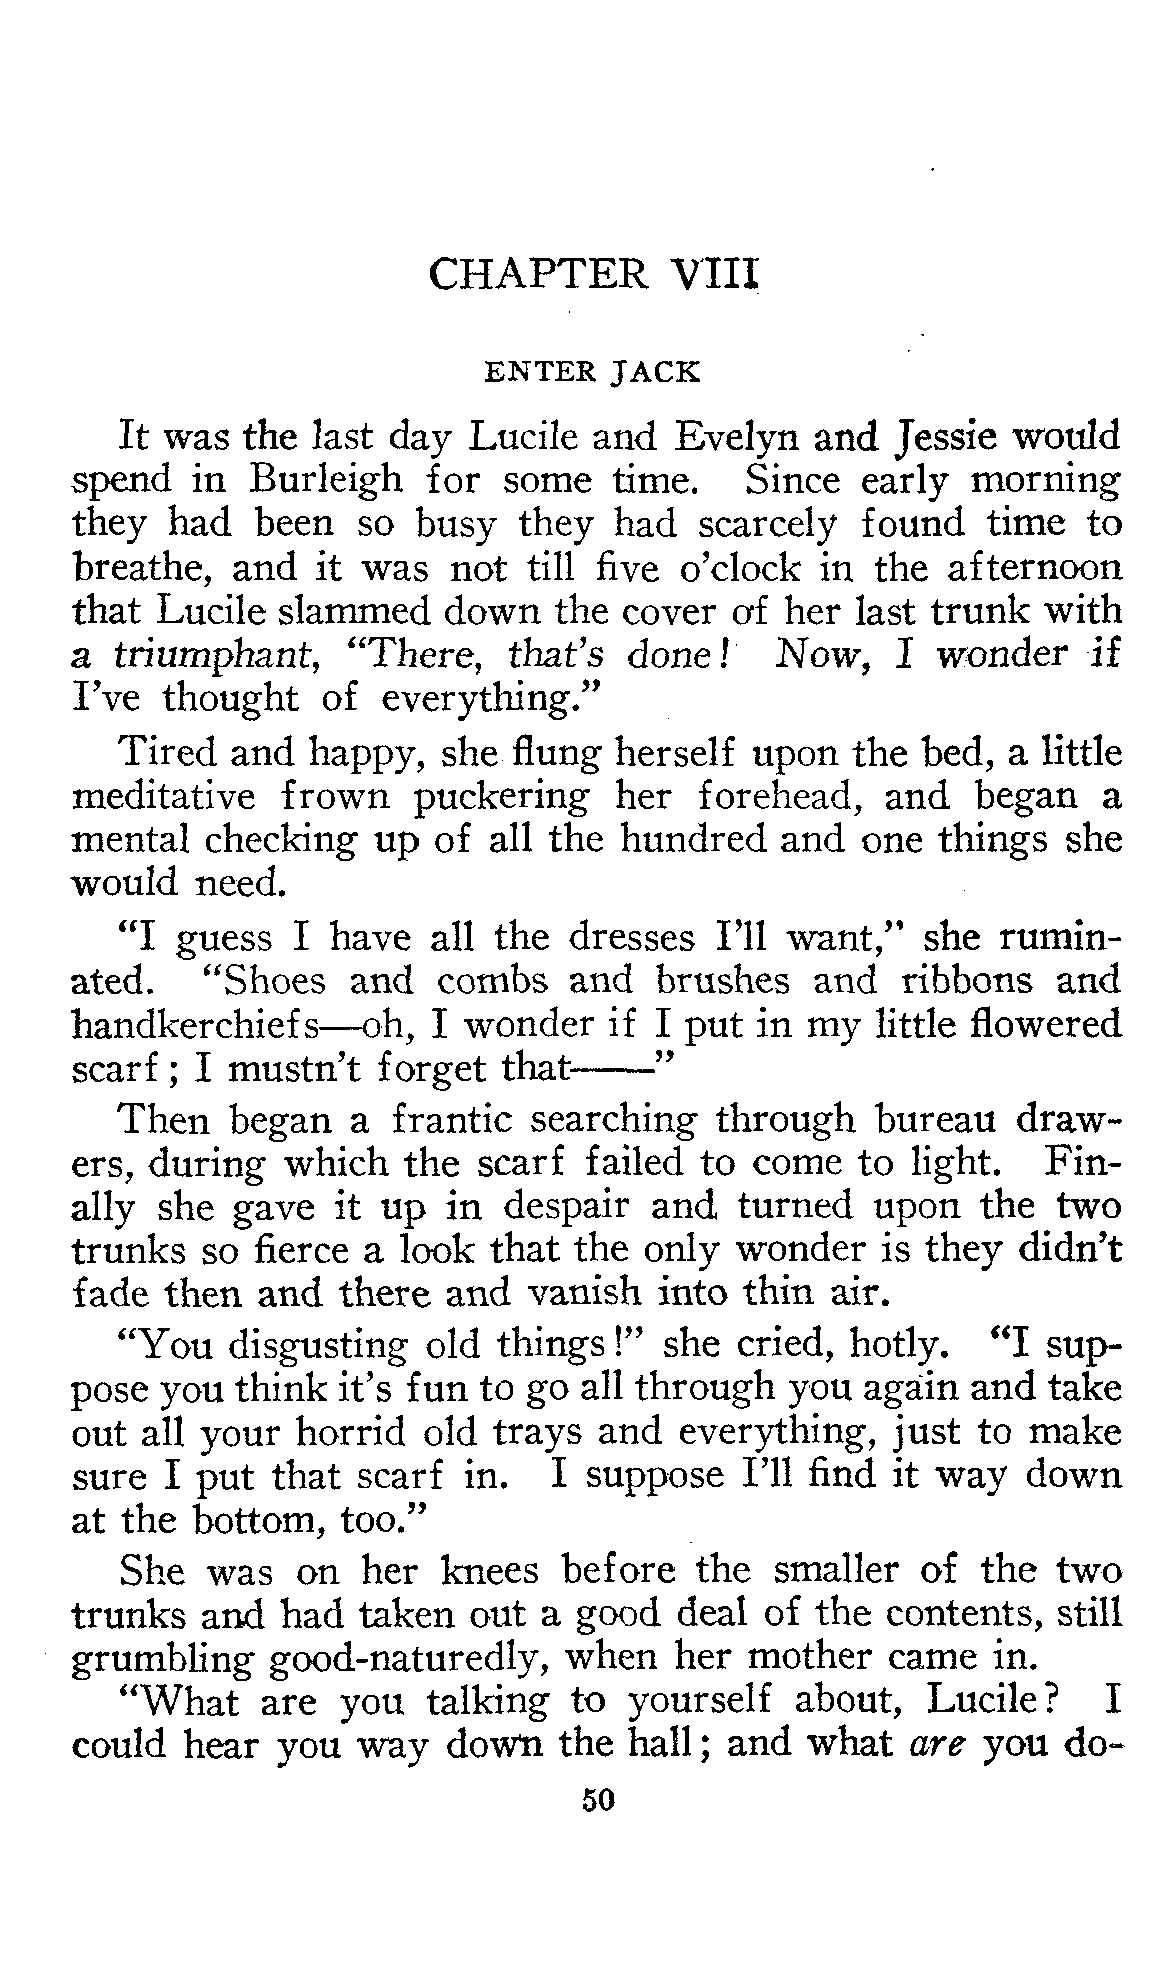 CHAPTER VIII
ENTER JACK
It was the last day Lucile and Evelyn and Jessie would
spend in Burleigh for some time. Since early morning
they had been so busy they had scarcely found time to
breathe, and it was not till five o'clock in the afternoon
that Lucile slammed down the cover of her last trunk with
a triumphant, "There, that's done! Now, I wonder if
I've thought of everything."
Tired and happy, she flung herself upon the bed, a little
meditative frown puckering her forehead, and began a
mental checking up of all the hundred and one things she
would need.
"I guess I have all the dresses I'll want," she rumin-
ated. "Shoes and combs and brushes and ribbons and
handkerchiefs—oh, I wonder if I put in my little flowered
scarf; I mustn't forget that——"
Then began a frantic searching through bureau draw-
ers, during which the scarf failed to come to light. Fin-
ally she gave it up in despair and turned upon the two
trunks so fierce a look that the only wonder is they didn't
fade then and there and vanish into thin air.
"You disgusting old things!" she cried, hotly. "I sup-
pose you think it's fun to go all through you again and take
out all your horrid old trays and everything, just to make
sure I put that scarf in. I suppose I'll find it way down
at the bottom, too."
She was on her knees before the smaller of the two
trunks and had taken out a good deal of the contents, still
grumbling good-naturedly, when her mother came in.
"What are you talking to yourself about, Lucile? I
could hear you way down the hall; and what are you do-
50